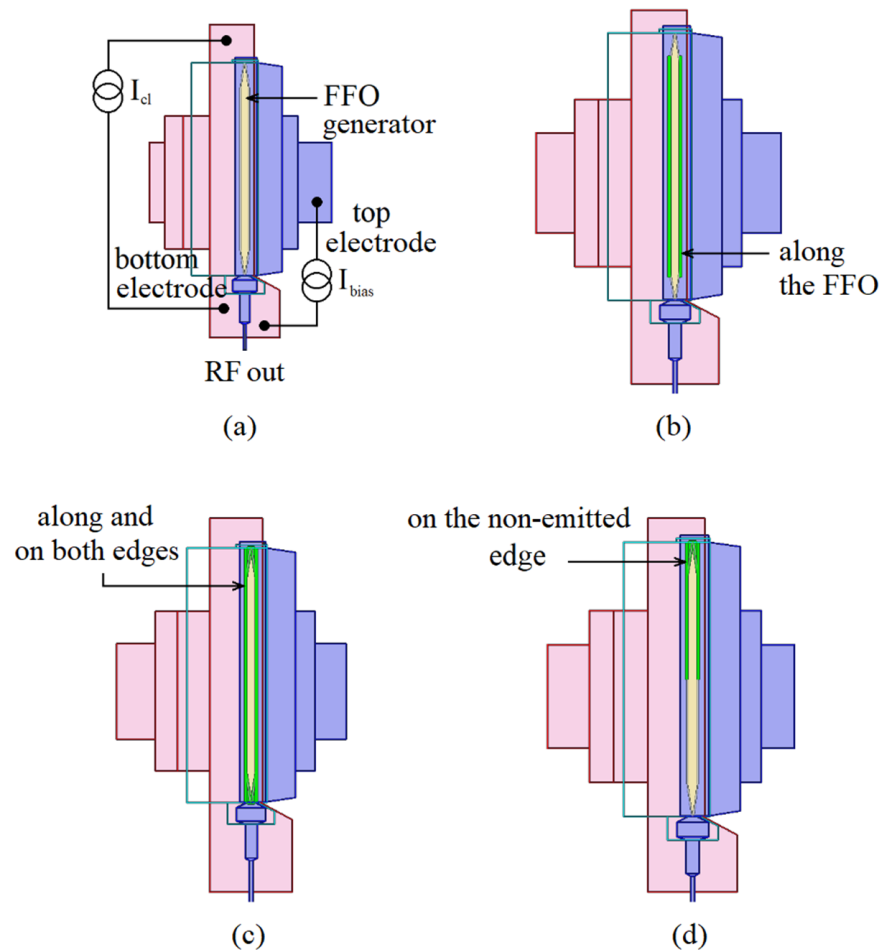 I_cl
FFO
generator
top
electrode
bottom
electrode
I_bias
RF out
(a)
along
the FFO
(b)
along and
on both edges
(c)
on the non-emitted
edge
(d)